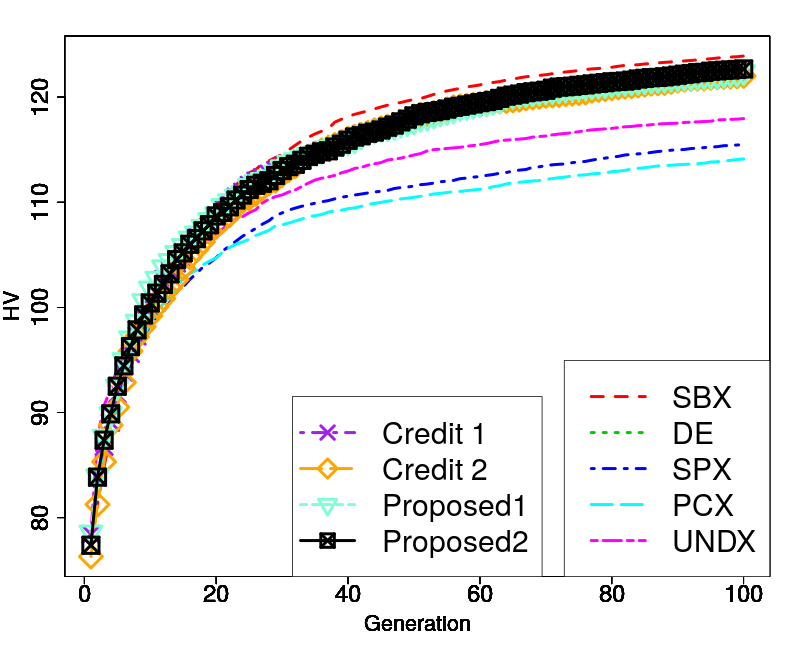 HV
120
110
100
90
80
0
20
40
60
80
100
Generation
Credit 1
Credit 2
Proposed1
Proposed2
SBX
DE
SPX
PCX
UNDX